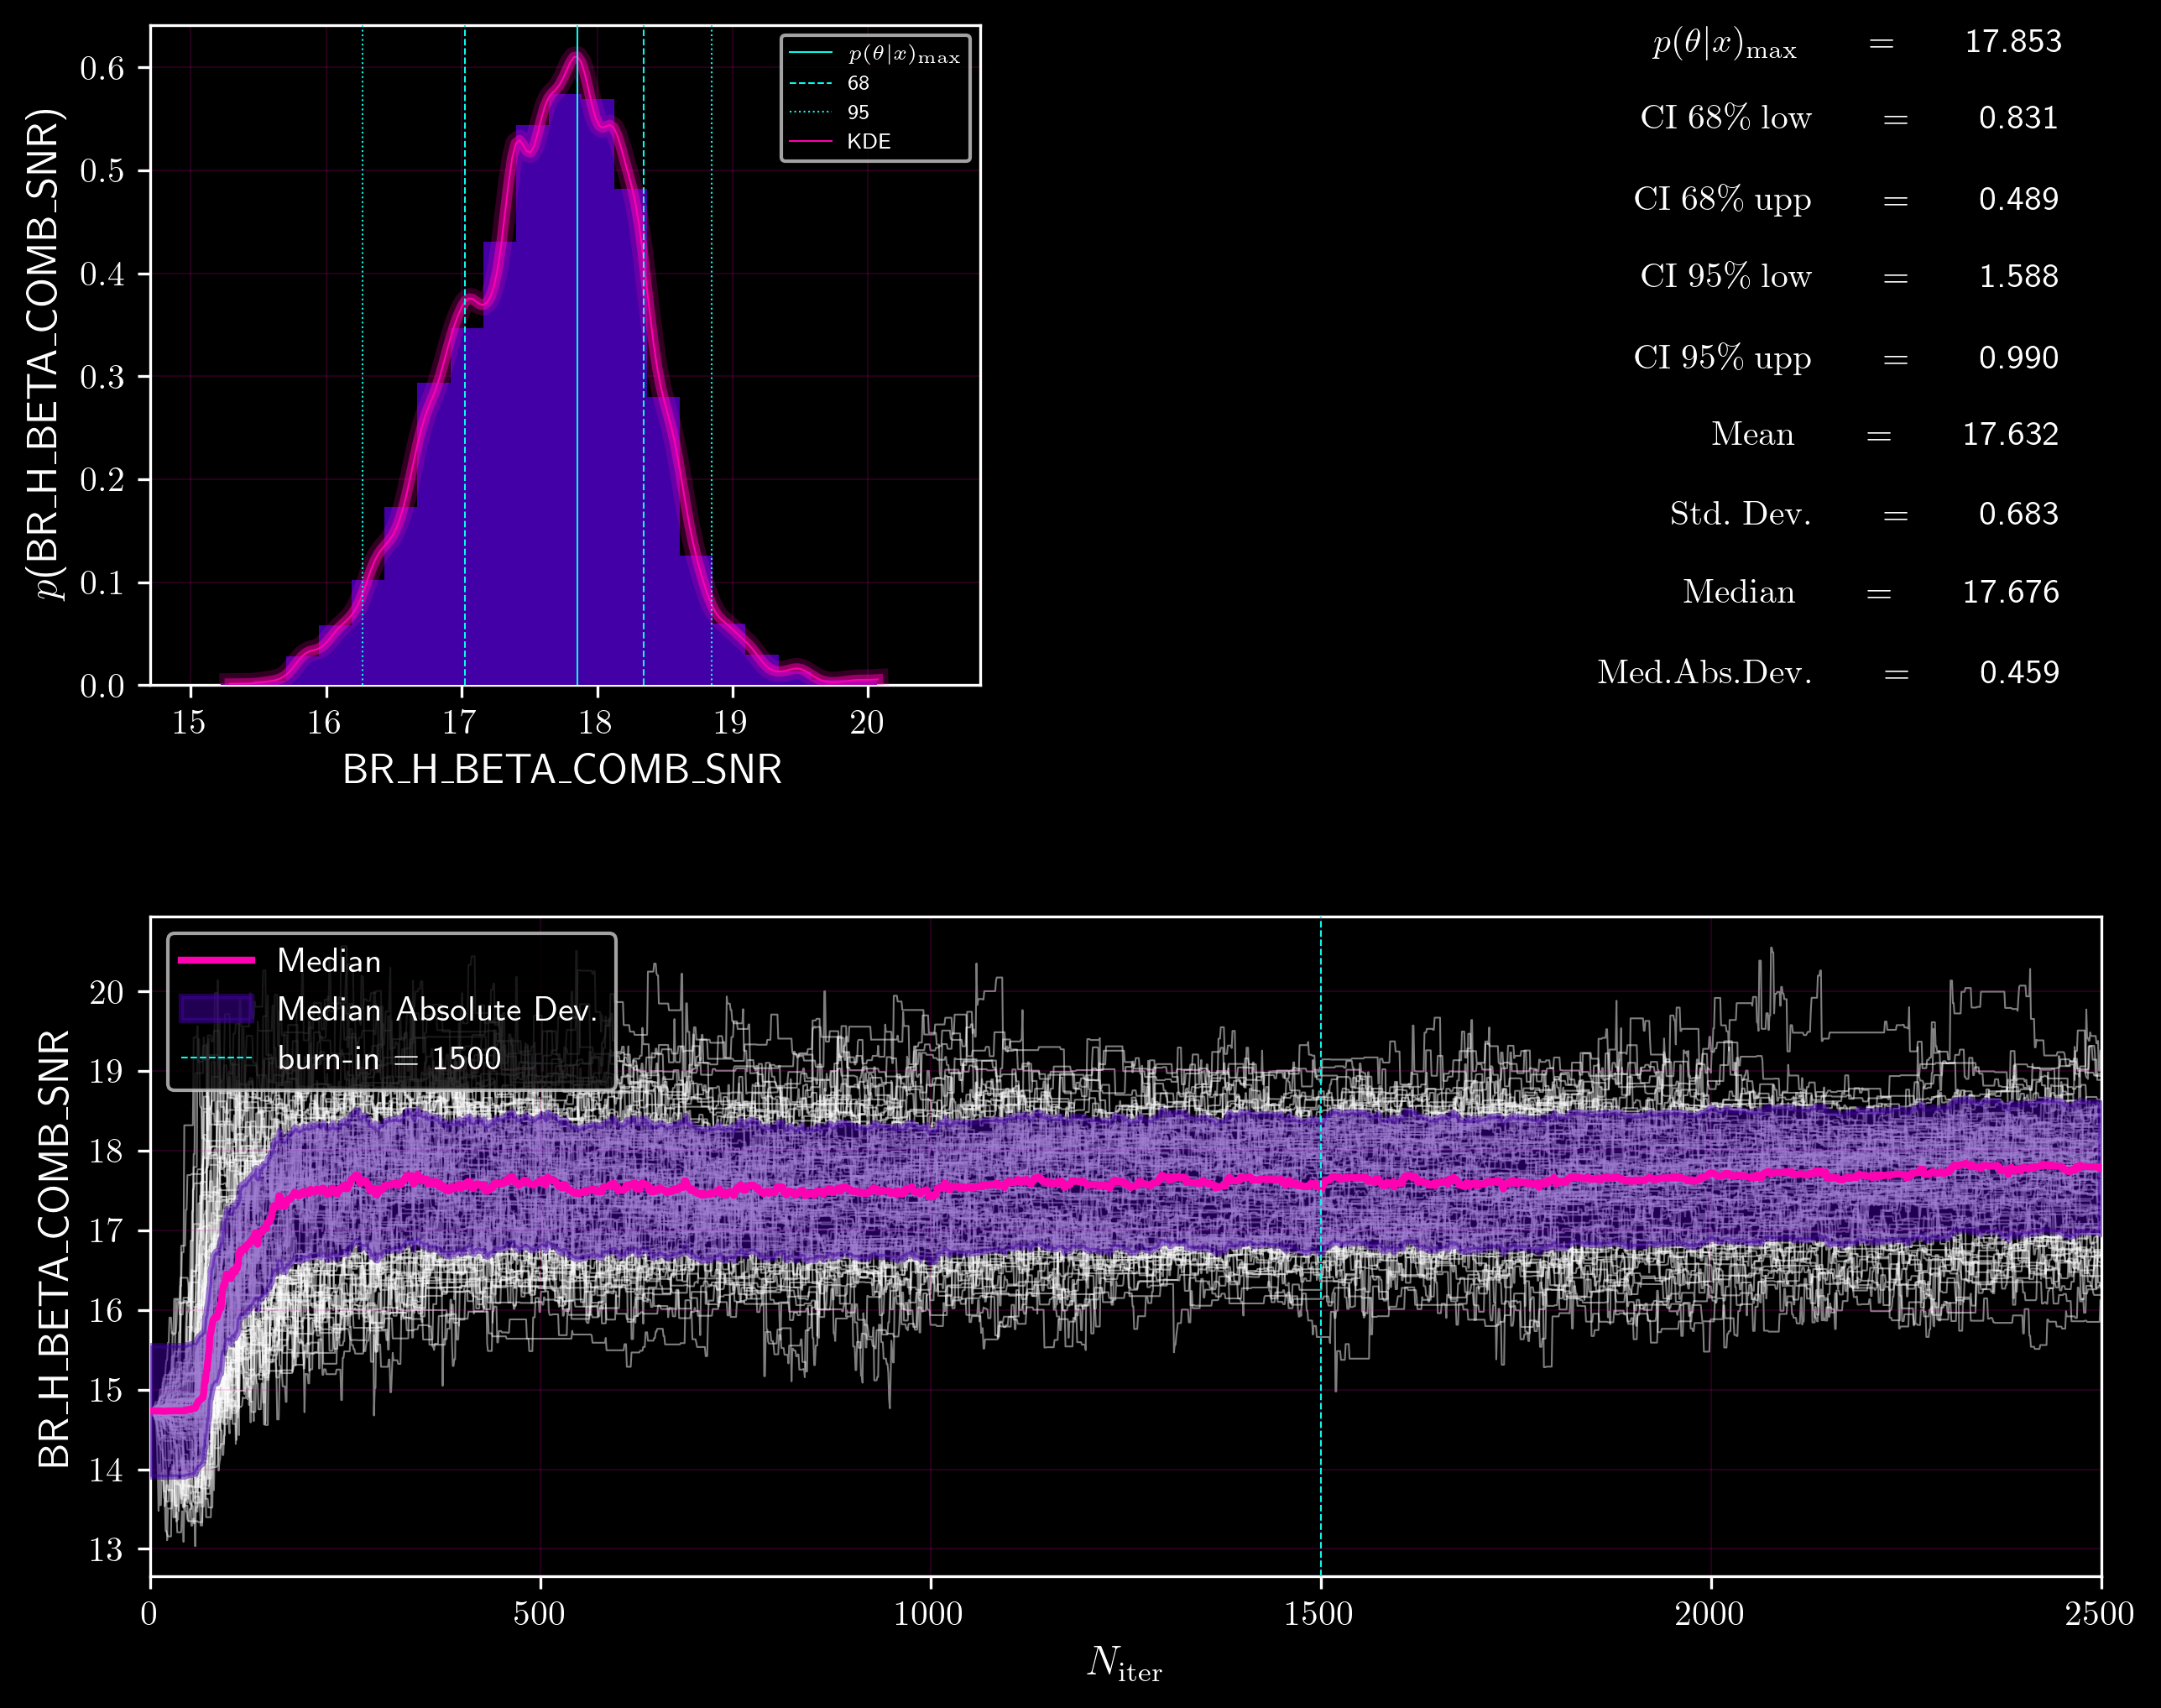 p(BR_H_BETA_COMB_SNR)
0.6
0.5
0.4
0.3
0.2
0.1
0.0
15 16 17 18 19 20
BR_H_BETA_COMB_SNR
p(θ|x)max
68
95
KDE
p(θ|x)max = 17.853
CI 68% low = 0.831
CI 68% upp = 0.489
CI 95% low = 1.588
CI 95% upp = 0.990
Mean = 17.632
Std. Dev. = 0.683
Median = 17.676
Med.Abs.Dev. = 0.459
BR_H_BETA_COMB_SNR
20
19
18
17
16
15
14
13
Median
Median Absolute Dev.
burn-in = 1500
0 500 1000 1500 2000 2500
Niter